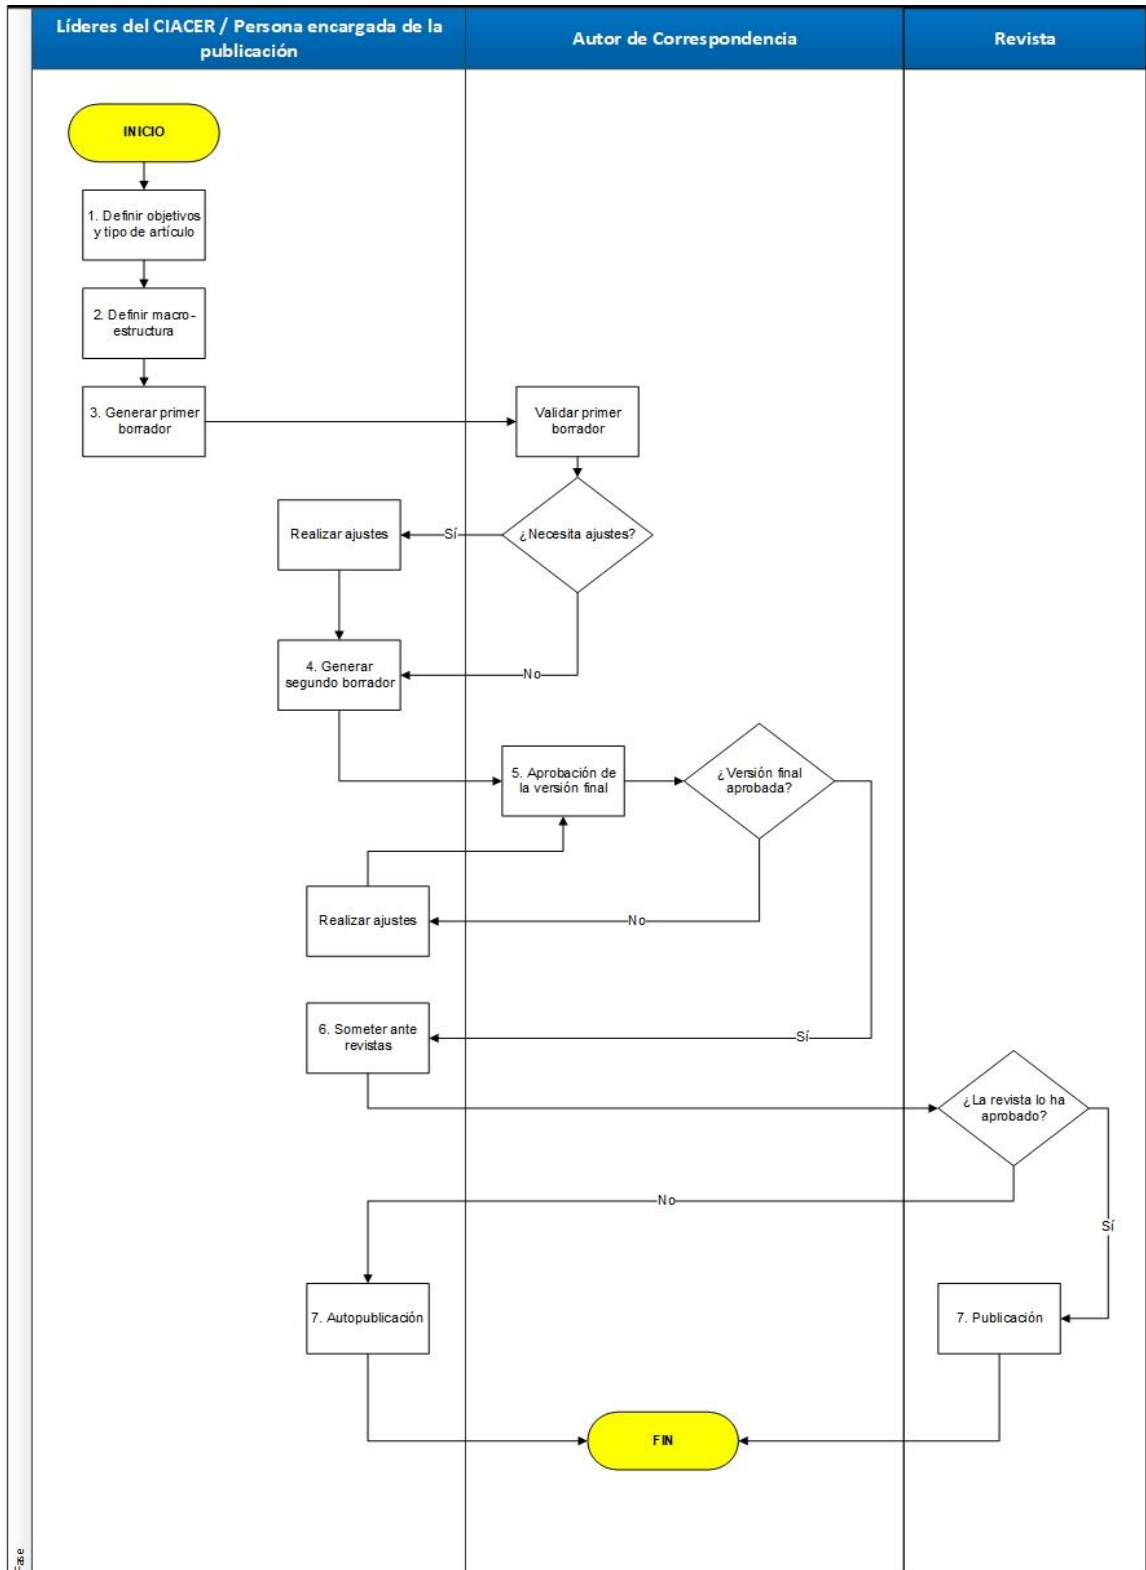 Líderes del CIACER / Persona encargada de la
publicación
Autor de Correspondencia
Revista
INICIO
1. Definir objetivos
y tipo de artículo
2. Definir macro-
estructura
3. Generar primer
borrador
Validar primer
borrador
¿Necesita ajustes?
Sí
Realizar ajustes
No
4. Generar
segundo borrador
5. Aprobación de
la versión final
¿Versión final
aprobada?
No
Realizar ajustes
Sí
6. Someter ante
revistas
¿La revista lo ha
aprobado?
No
Sí
7. Autopublicación
7. Publicación
FIN
Fase